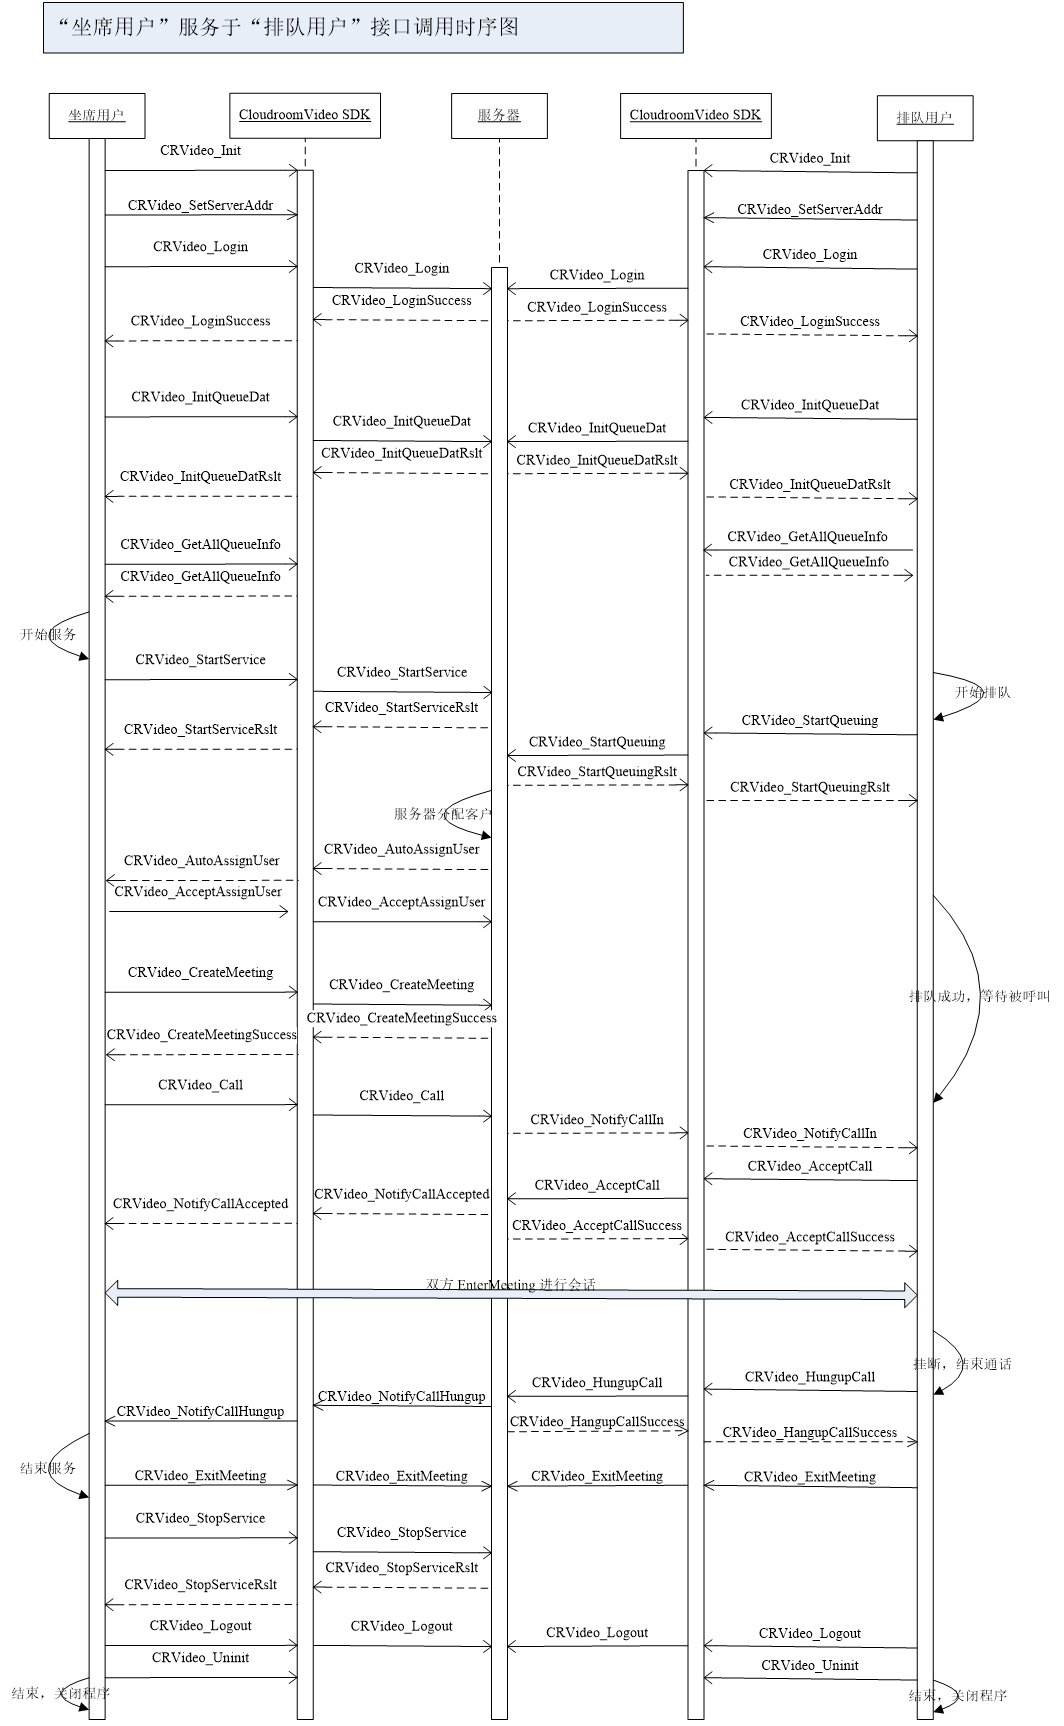 “坐席用户”服务于“排队用户”接口调用时序图
坐席用户
CloudroomVideo SDK
服务器
CloudroomVideo SDK
排队用户
CRVideo_Init
CRVideo_Init
CRVideo_SetServerAddr
CRVideo_SetServerAddr
CRVideo_Login
CRVideo_Login
CRVideo_Login
CRVideo_Login
CRVideo_LoginSuccess
CRVideo_LoginSuccess
CRVideo_LoginSuccess
CRVideo_LoginSuccess
CRVideo_InitQueueDat
CRVideo_InitQueueDat
CRVideo_InitQueueDat
CRVideo_InitQueueDat
CRVideo_InitQueueDatRslt
CRVideo_InitQueueDatRslt
CRVideo_InitQueueDatRslt
CRVideo_InitQueueDatRslt
CRVideo_GetAllQueueInfo
CRVideo_GetAllQueueInfo
CRVideo_GetAllQueueInfo
CRVideo_GetAllQueueInfo
开始服务
CRVideo_StartService
CRVideo_StartService
开始排队
CRVideo_StartServiceRslt
CRVideo_StartServiceRslt
CRVideo_StartQueuing
CRVideo_StartQueuing
CRVideo_StartQueuingRslt
CRVideo_StartQueuingRslt
服务器分配客户
CRVideo_AutoAssignUser
CRVideo_AutoAssignUser
CRVideo_AcceptAssignUser
CRVideo_AcceptAssignUser
CRVideo_CreateMeeting
CRVideo_CreateMeeting
排队成功，等待被呼叫
CRVideo_CreateMeetingSuccess
CRVideo_CreateMeetingSuccess
CRVideo_Call
CRVideo_Call
CRVideo_NotifyCallIn
CRVideo_NotifyCallIn
CRVideo_AcceptCall
CRVideo_AcceptCall
CRVideo_NotifyCallAccepted
CRVideo_NotifyCallAccepted
CRVideo_AcceptCallSuccess
CRVideo_AcceptCallSuccess
双方 EnterMeeting 进行会话
挂断，结束通话
CRVideo_HungupCall
CRVideo_HungupCall
CRVideo_NotifyCallHungup
CRVideo_NotifyCallHungup
CRVideo_HangupCallSuccess
CRVideo_HangupCallSuccess
结束服务
CRVideo_ExitMeeting
CRVideo_ExitMeeting
CRVideo_ExitMeeting
CRVideo_ExitMeeting
CRVideo_StopService
CRVideo_StopService
CRVideo_StopServiceRslt
CRVideo_StopServiceRslt
CRVideo_Logout
CRVideo_Logout
CRVideo_Logout
CRVideo_Logout
CRVideo_Uninit
CRVideo_Uninit
结束，关闭程序
结束，关闭程序